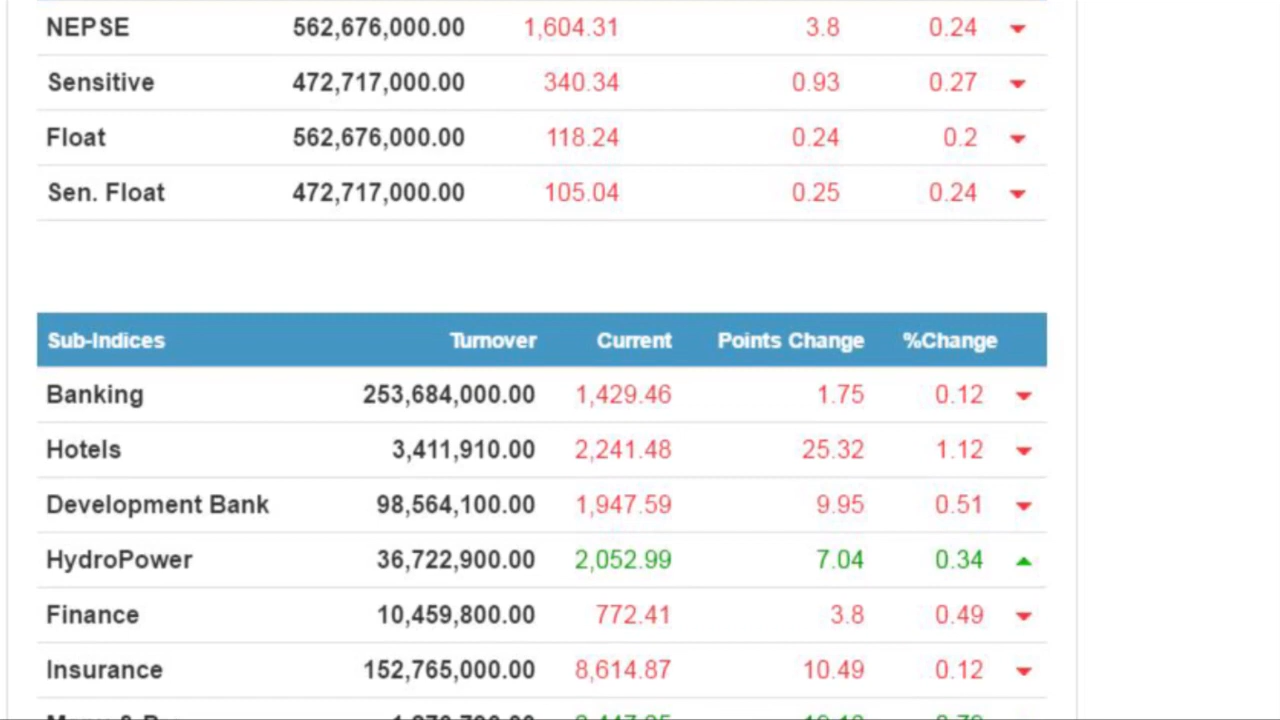 NEPSE 562,676,000.00 1,604.31 3.8 0.24
Sensitive 472,717,000.00 340.34 0.93 0.27
Float 562,676,000.00 118.24 0.24 0.2
Sen. Float 472,717,000.00 105.04 0.25 0.24
Sub-Indices Turnover Current Points Change %Change
Banking 253,684,000.00 1,429.46 1.75 0.12
Hotels 3,411,910.00 2,241.48 25.32 1.12
Development Bank 98,564,100.00 1,947.59 9.95 0.51
HydroPower 36,722,900.00 2,052.99 7.04 0.34
Finance 10,459,800.00 772.41 3.8 0.49
Insurance 152,765,000.00 8,614.87 10.49 0.12